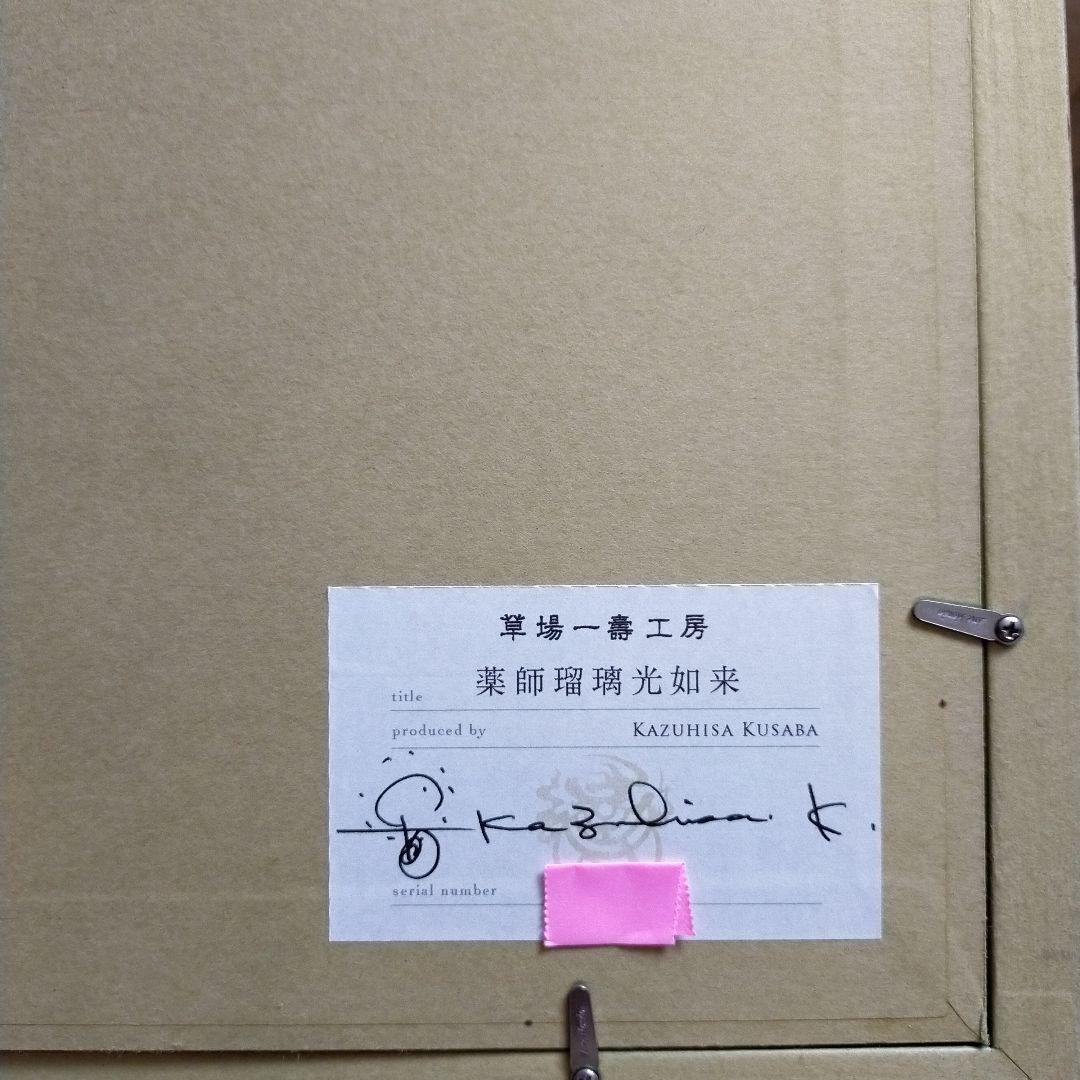 草場一壽工房
title 薬師瑠璃光如来
produced by KAZUHISA KUSABA
Kazuhisa K.
serial number